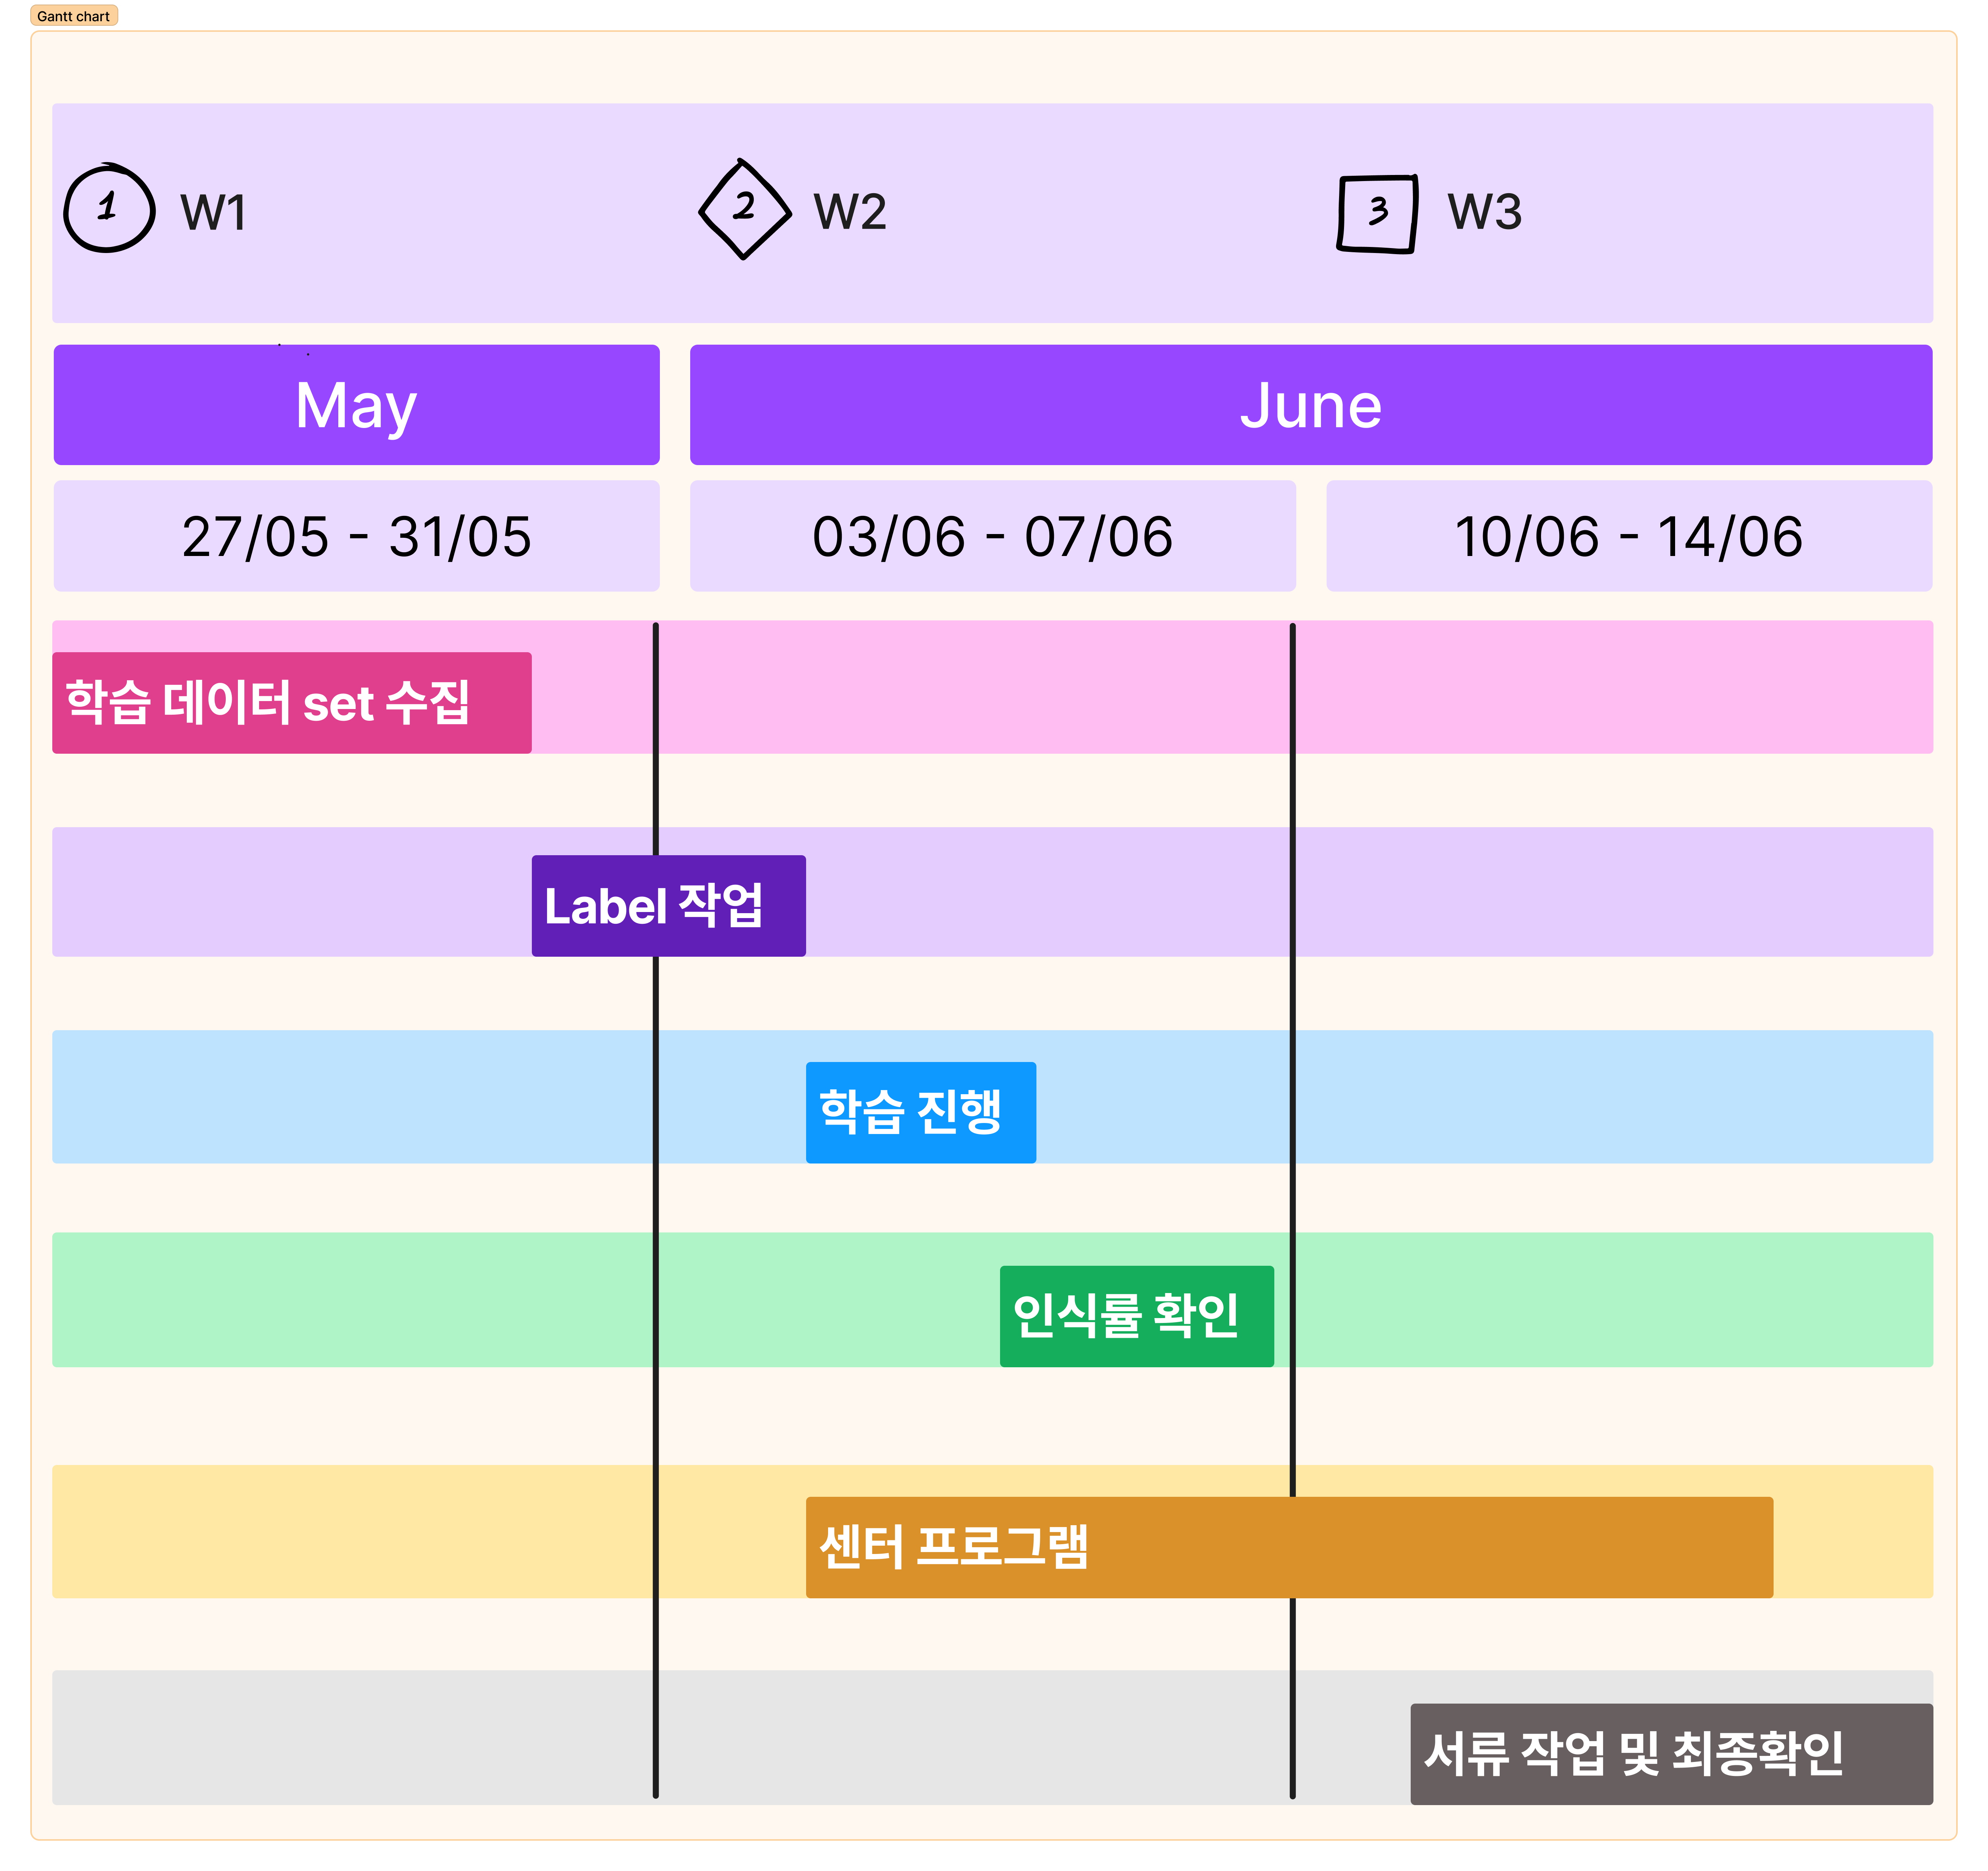 Gantt chart
1 W1
2 W2
3 W3
May
June
27/05 - 31/05
03/06 - 07/06
10/06 - 14/06
학습 데이터 set 수집
Label 작업
학습 진행
인식률 확인
센터 프로그램
서류 작업 및 최종확인